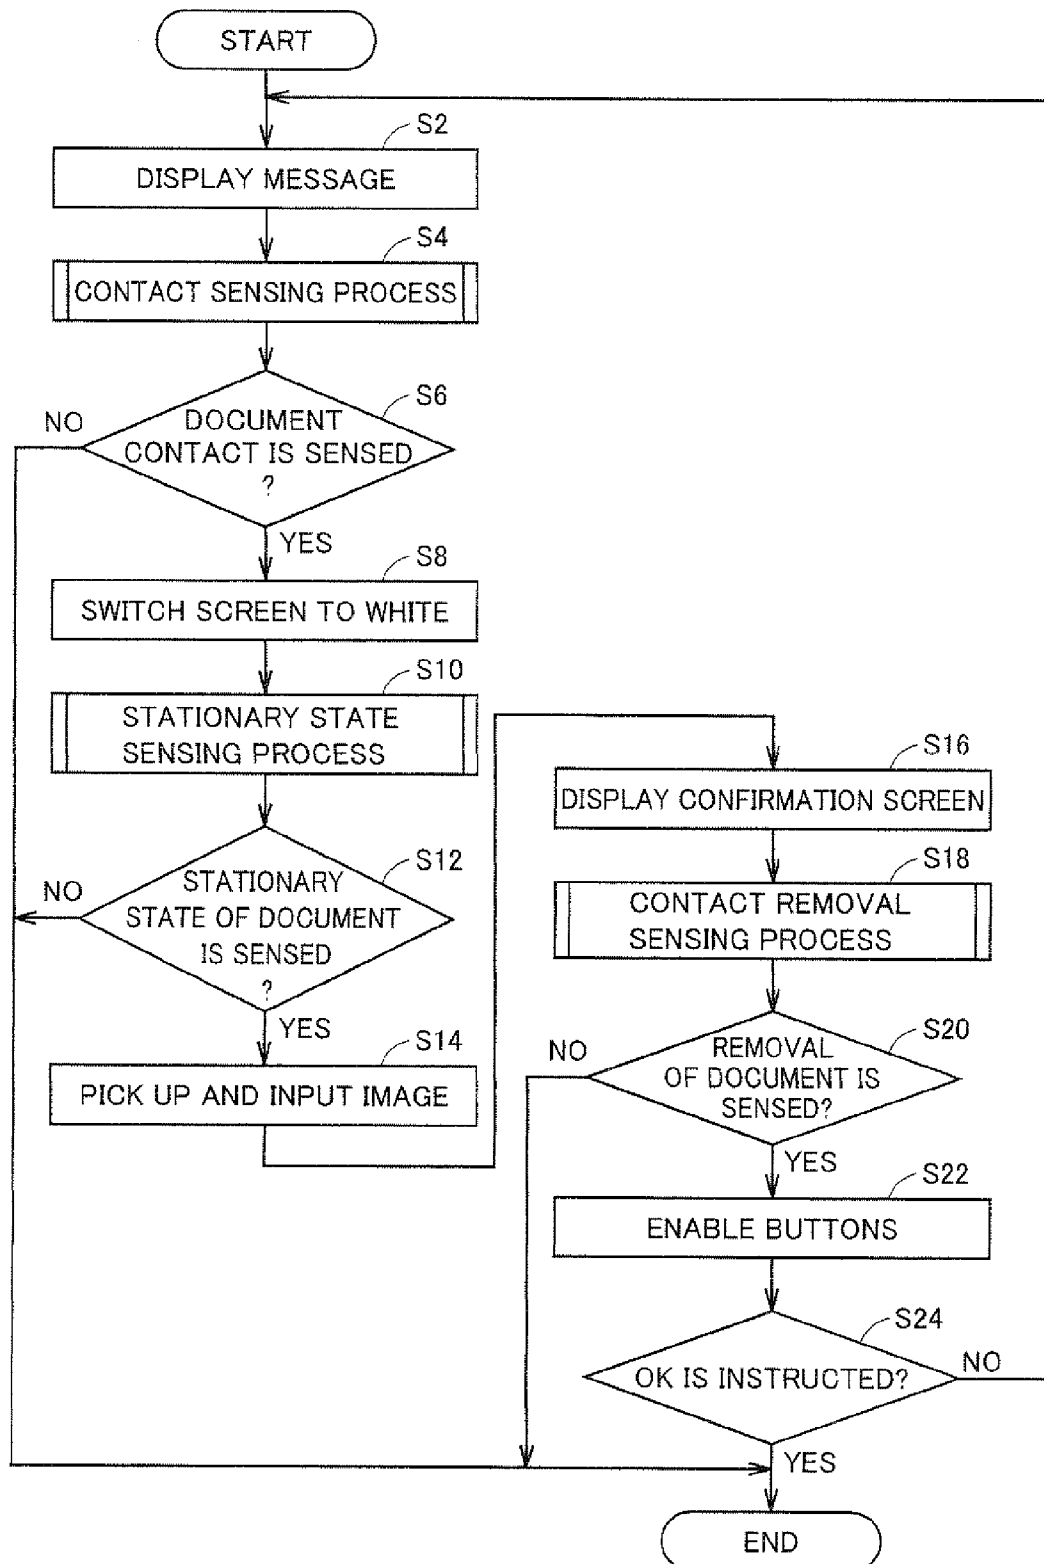 START
S2
DISPLAY MESSAGE
S4
CONTACT SENSING PROCESS
S6
NO
DOCUMENT
CONTACT IS SENSED
?
YES
S8
SWITCH SCREEN TO WHITE
S10
STATIONARY STATE
SENSING PROCESS
S12
NO
STATIONARY
STATE OF DOCUMENT
IS SENSED
?
YES
S14
PICK UP AND INPUT IMAGE
S16
DISPLAY CONFIRMATION SCREEN
S18
CONTACT REMOVAL
SENSING PROCESS
S20
NO
REMOVAL
OF DOCUMENT IS
SENSED?
YES
S22
ENABLE BUTTONS
S24
OK IS INSTRUCTED?
NO
YES
END